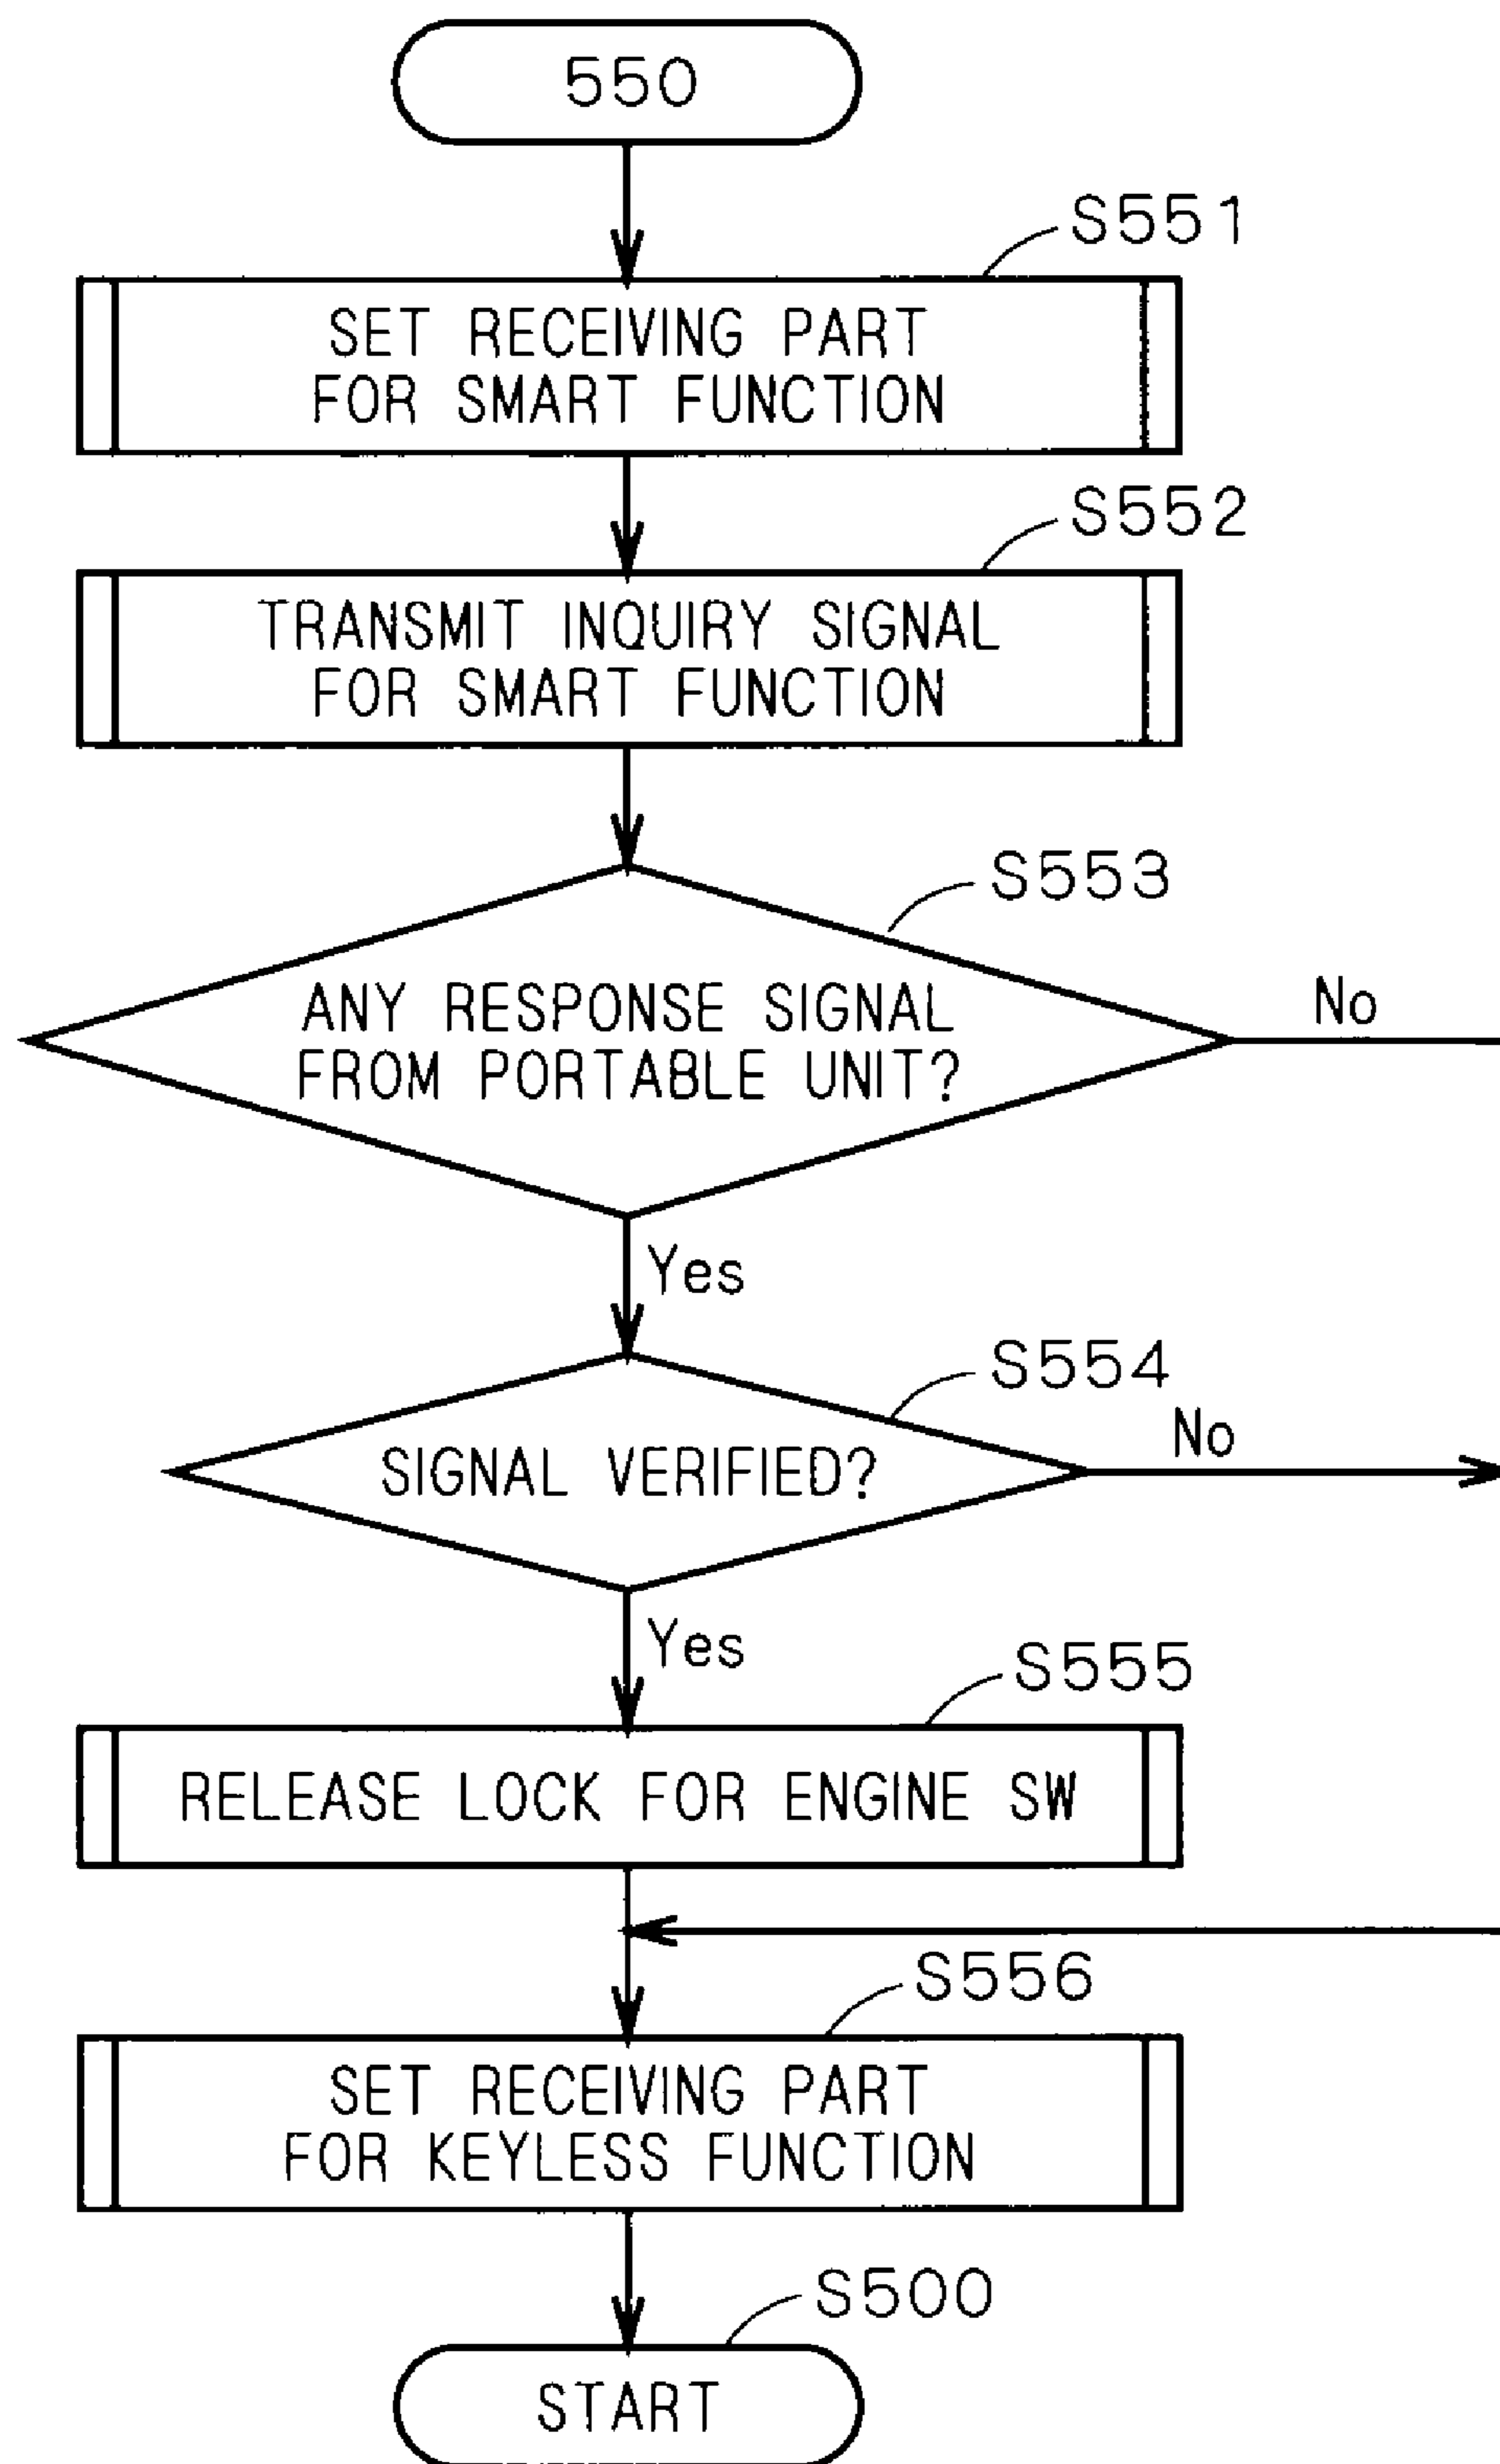 550
S551
SET RECEIVING PART
FOR SMART FUNCTION
S552
TRANSMIT INQUIRY SIGNAL
FOR SMART FUNCTION
S553
ANY RESPONSE SIGNAL
FROM PORTABLE UNIT?
No
Yes
S554
SIGNAL VERIFIED?
No
Yes
S555
RELEASE LOCK FOR ENGINE SW
S556
SET RECEIVING PART
FOR KEYLESS FUNCTION
S500
START